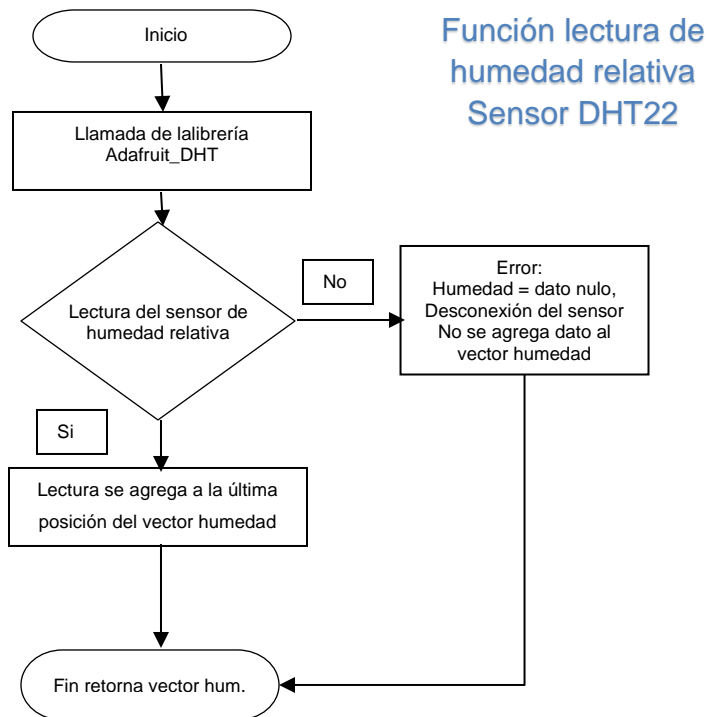 Inicio
Función lectura de
humedad relativa
Sensor DHT22
Llamada de lalibrería
Adafruit_DHT
Lectura del sensor de
humedad relativa
No
Error:
Humedad = dato nulo,
Desconexión del sensor
No se agrega dato al
vector humedad
Si
Lectura se agrega a la última
posición del vector humedad
Fin retorna vector hum.